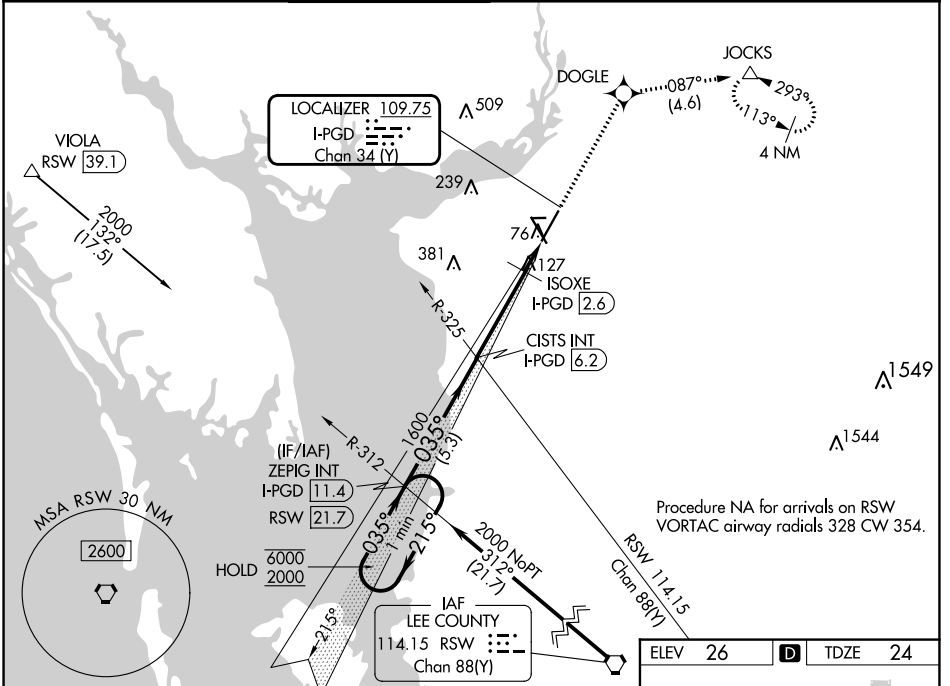 JOCKS
DOGLE
087°
(4.6)
293°
113°
4 NM
LOCALIZER 109.75
I-PGD
Chan 34 (Y)
509
VIOLA
RSW 39.1
2000
132°
(17.5)
239
76
381
127
ISOXE
I-PGD 2.6
R-325
CISTS INT
I-PGD 6.2
1549
1544
1600
035°
(5.3)
R-312
(IF/IAF)
ZEPIG INT
I-PGD 11.4
RSW 21.7
Procedure NA for arrivals on RSW
VORTAC airway radials 328 CW 354.
MSA RSW 30 NM
2600
035°
1 min
215°
HOLD
6000
2000
2000 NoPT
312°
(21.7)
RSW 114.15
Chan 88(Y)
215°
IAF
LEE COUNTY
114.15 RSW
Chan 88(Y)
ELEV 26 D TDZE 24